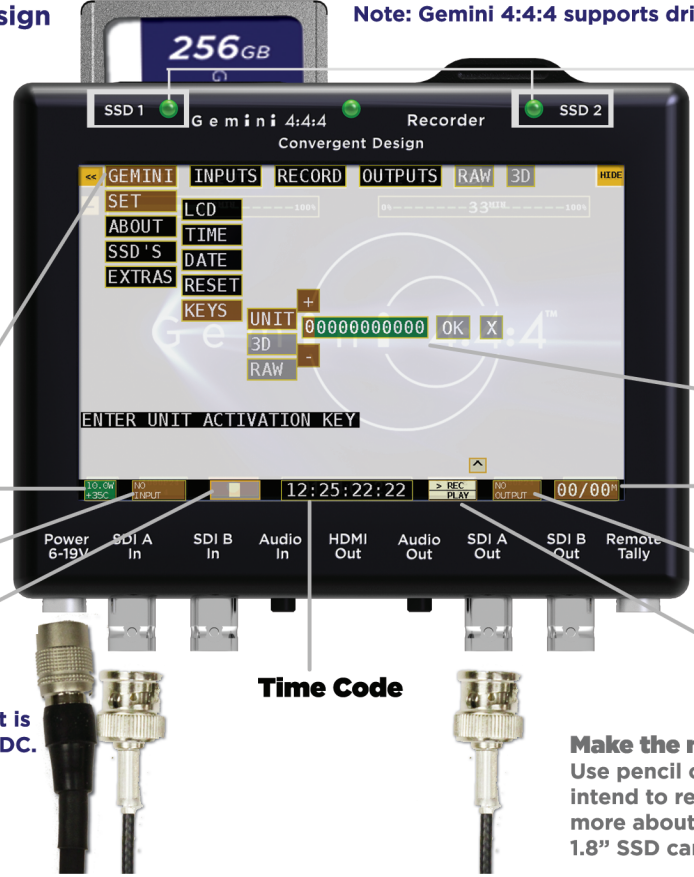 sign
Note: Gemini 4:4:4 supports dri
256GB
G
SSD 1
Gemini 4:4:4
Recorder
SSD 2
Convergent Design
<< GEMINI INPUTS RECORD OUTPUTS RAW 3D HIDE
SET
ABOUT
SSD'S
EXTRAS
LCD
TIME
DATE
RESET
KEYS
100%
0% 33MIN 100%
UNIT
3D
RAW
+
00000000000 OK X
-
Gemini 4:4:4™
ENTER UNIT ACTIVATION KEY
^
10.0W
+35C
NO
INPUT
12:25:22:22
> REC
PLAY
NO
OUTPUT
00/00M
Power
6-19V
SDI A
In
SDI B
In
Audio
In
HDMI
Out
Audio
Out
SDI A
Out
SDI B
Out
Remote
Tally
Time Code
t is
DC.
Make the r
Use pencil o
intend to re
more about
1.8” SSD car